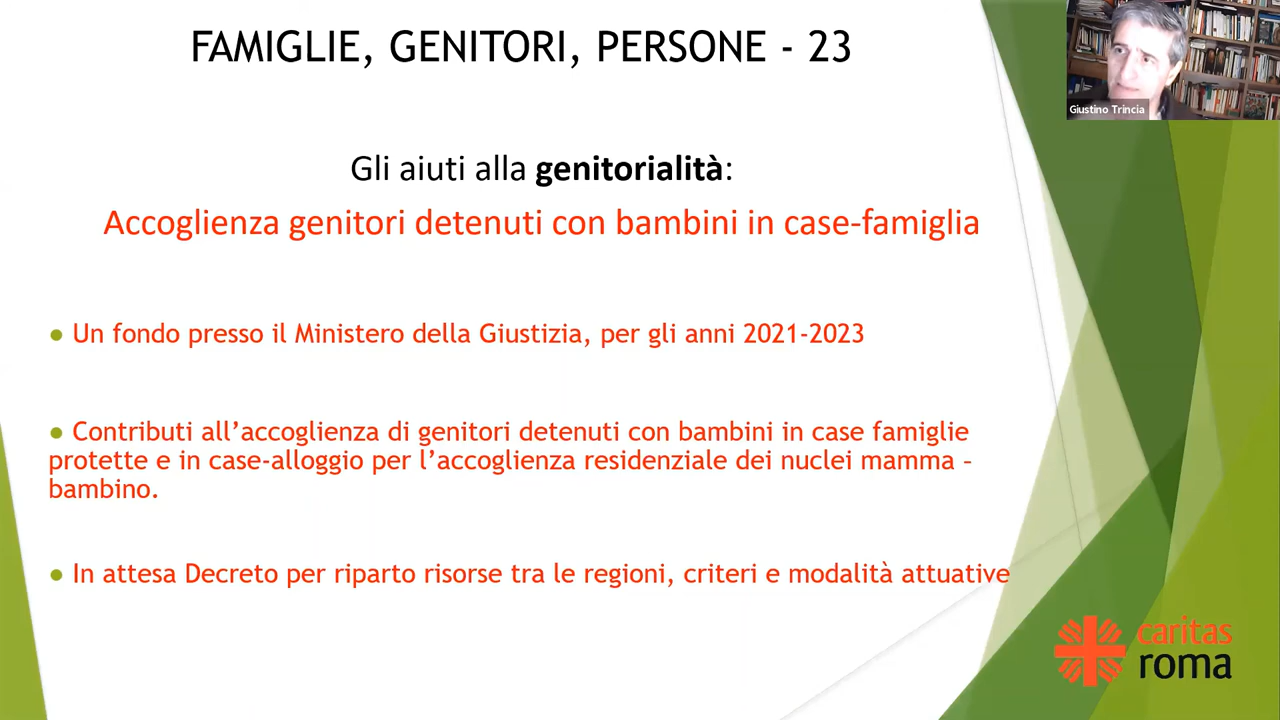 FAMIGLIE, GENITORI, PERSONE - 23
Giustino Trincia
Gli aiuti alla genitorialità:
Accoglienza genitori detenuti con bambini in case-famiglia
● Un fondo presso il Ministero della Giustizia, per gli anni 2021-2023
● Contributi all’accoglienza di genitori detenuti con bambini in case famiglie
protette e in case-alloggio per l’accoglienza residenziale dei nuclei mamma –
bambino.
● In attesa Decreto per riparto risorse tra le regioni, criteri e modalità attuative
caritas
roma